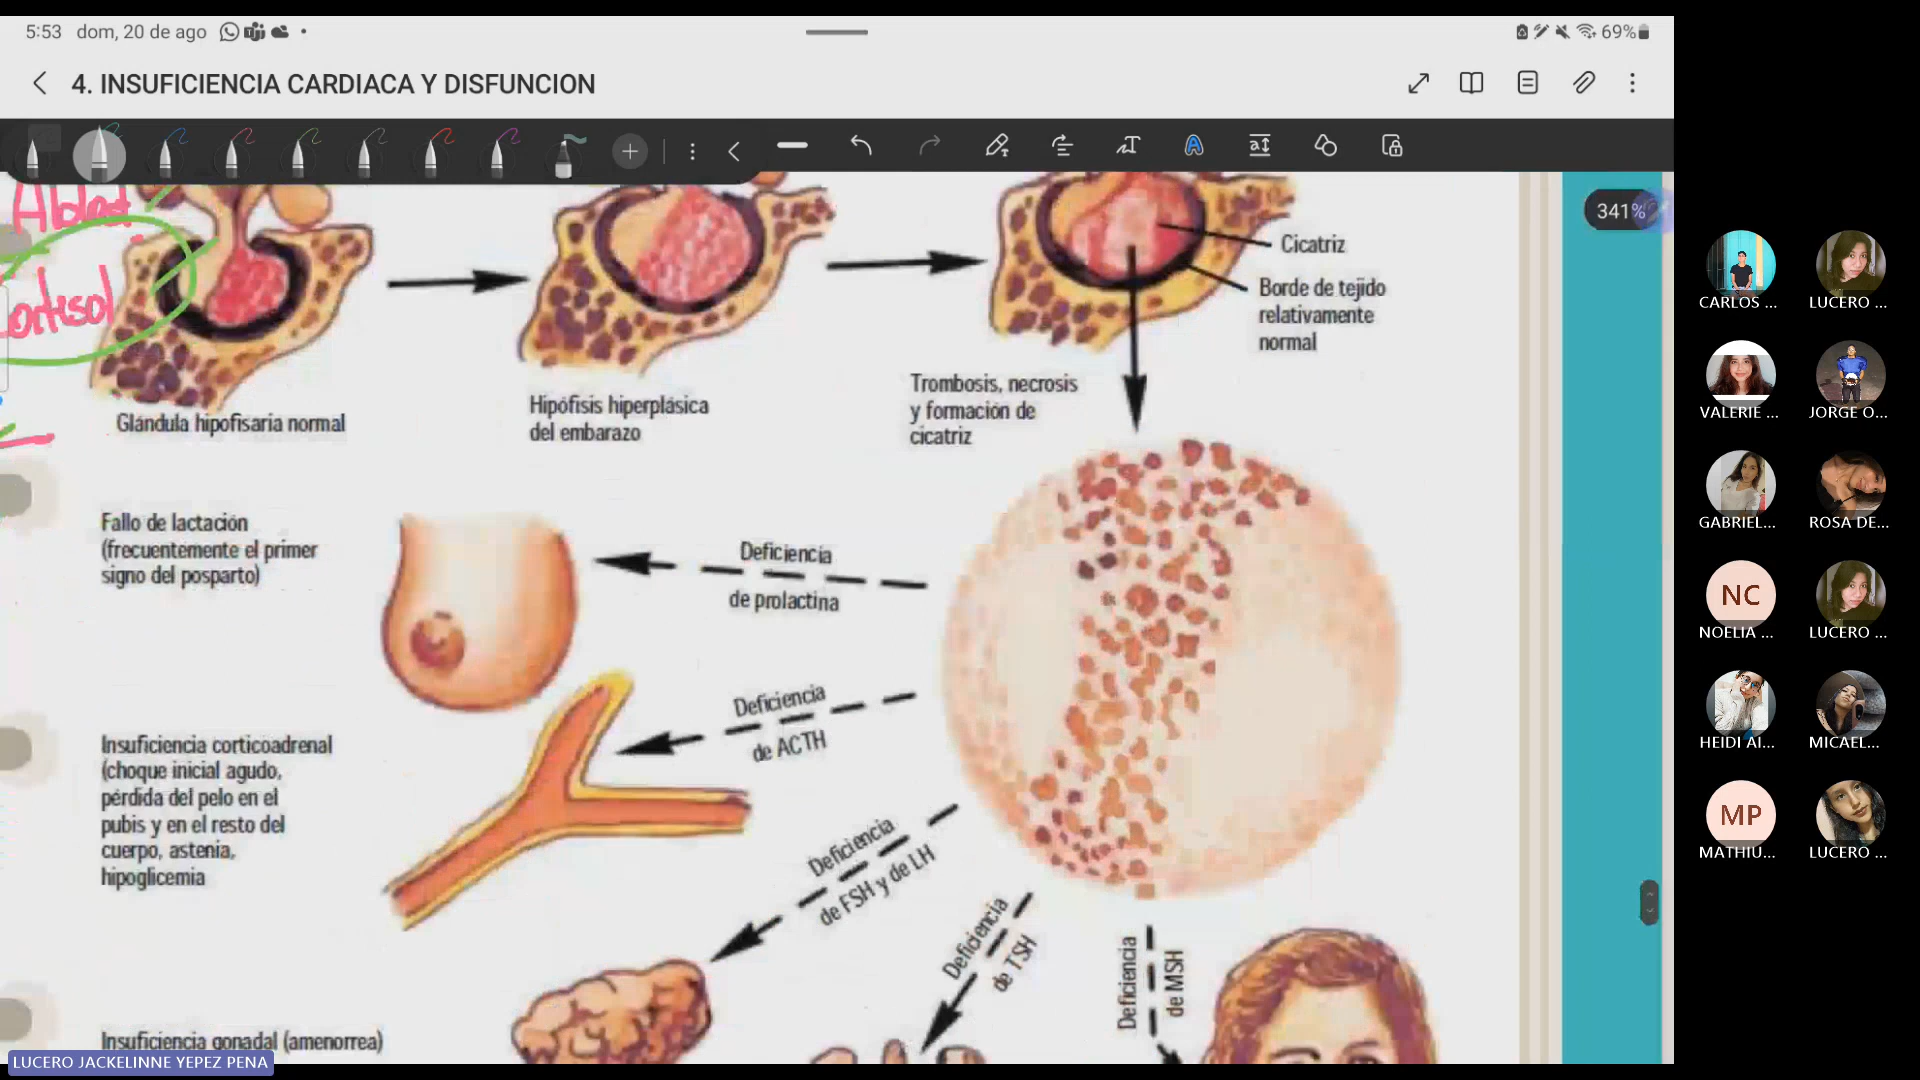 5:53 dom, 20 de ago
69%
4. INSUFICIENCIA CARDIACA Y DISFUNCION
341%
Cicatriz
Borde de tejido
relativamente
normal
Glándula hipofisaria normal
Hipófisis hiperplásica
del embarazo
Trombosis, necrosis
y formación de
cicatriz
Fallo de lactación
(frecuentemente el primer
signo del posparto)
Deficiencia
de prolactina
Deficiencia
de ACTH
Insuficiencia corticoadrenal
(choque inicial agudo,
pérdida del pelo en el
pubis y en el resto del
cuerpo, astenia,
hipoglicemia
Deficiencia
de FSH y de LH
Deficiencia
de TSH
Deficiencia
de MSH
Insuficiencia gonadal (amenorrea)
LUCERO JACKELINNE YEPEZ PENA
CARLOS ...
LUCERO ...
VALERIE ...
JORGE O...
GABRIEL...
ROSA DE...
NC
NOELIA ...
LUCERO ...
HEIDI AI...
MICAEL...
MP
MATHIU...
LUCERO ...